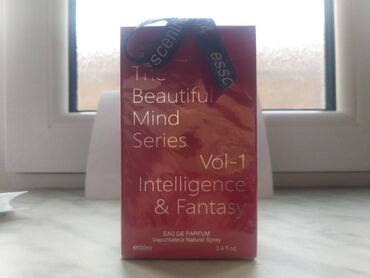 The
Beautiful
Mind
Series
Vol-1
Intelligence
& Fantasy
EAU DE PARFUM
Vaporisateur Natural Spray
℮100ml 3.4 fl.oz.